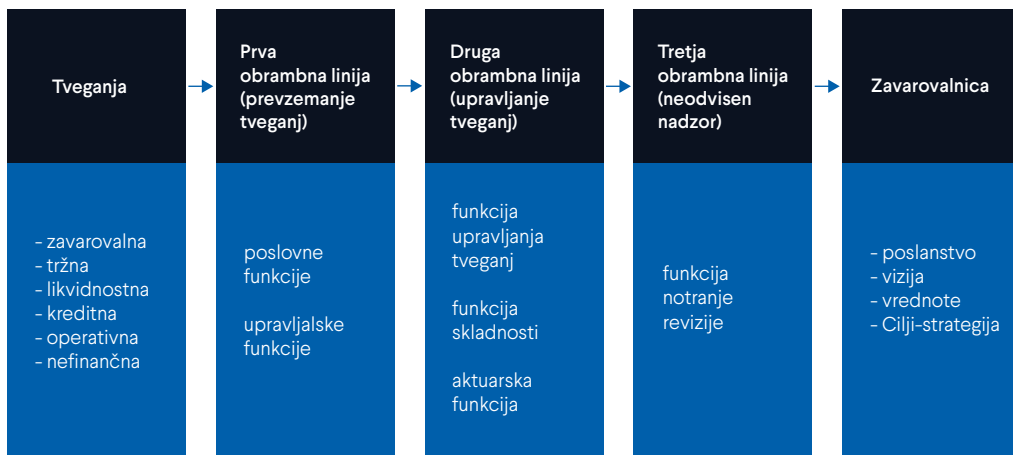 Tveganja
Prva
obrambna linija
(prevzemanje
tveganj)
Druga
obrambna linija
(upravljanje
tveganj)
Tretja
obrambna linija
(neodvisen
nadzor)
Zavarovalnica
- zavarovalna
- tržna
- likvidnostna
- kreditna
- operativna
- nefinančna
poslovne
funkcije
upravljalske
funkcije
funkcija
upravljanja
tveganj
funkcija
skladnosti
aktuarska
funkcija
funkcija
notranje
revizije
- poslanstvo
- vizija
- vrednote
- Cilji-strategija